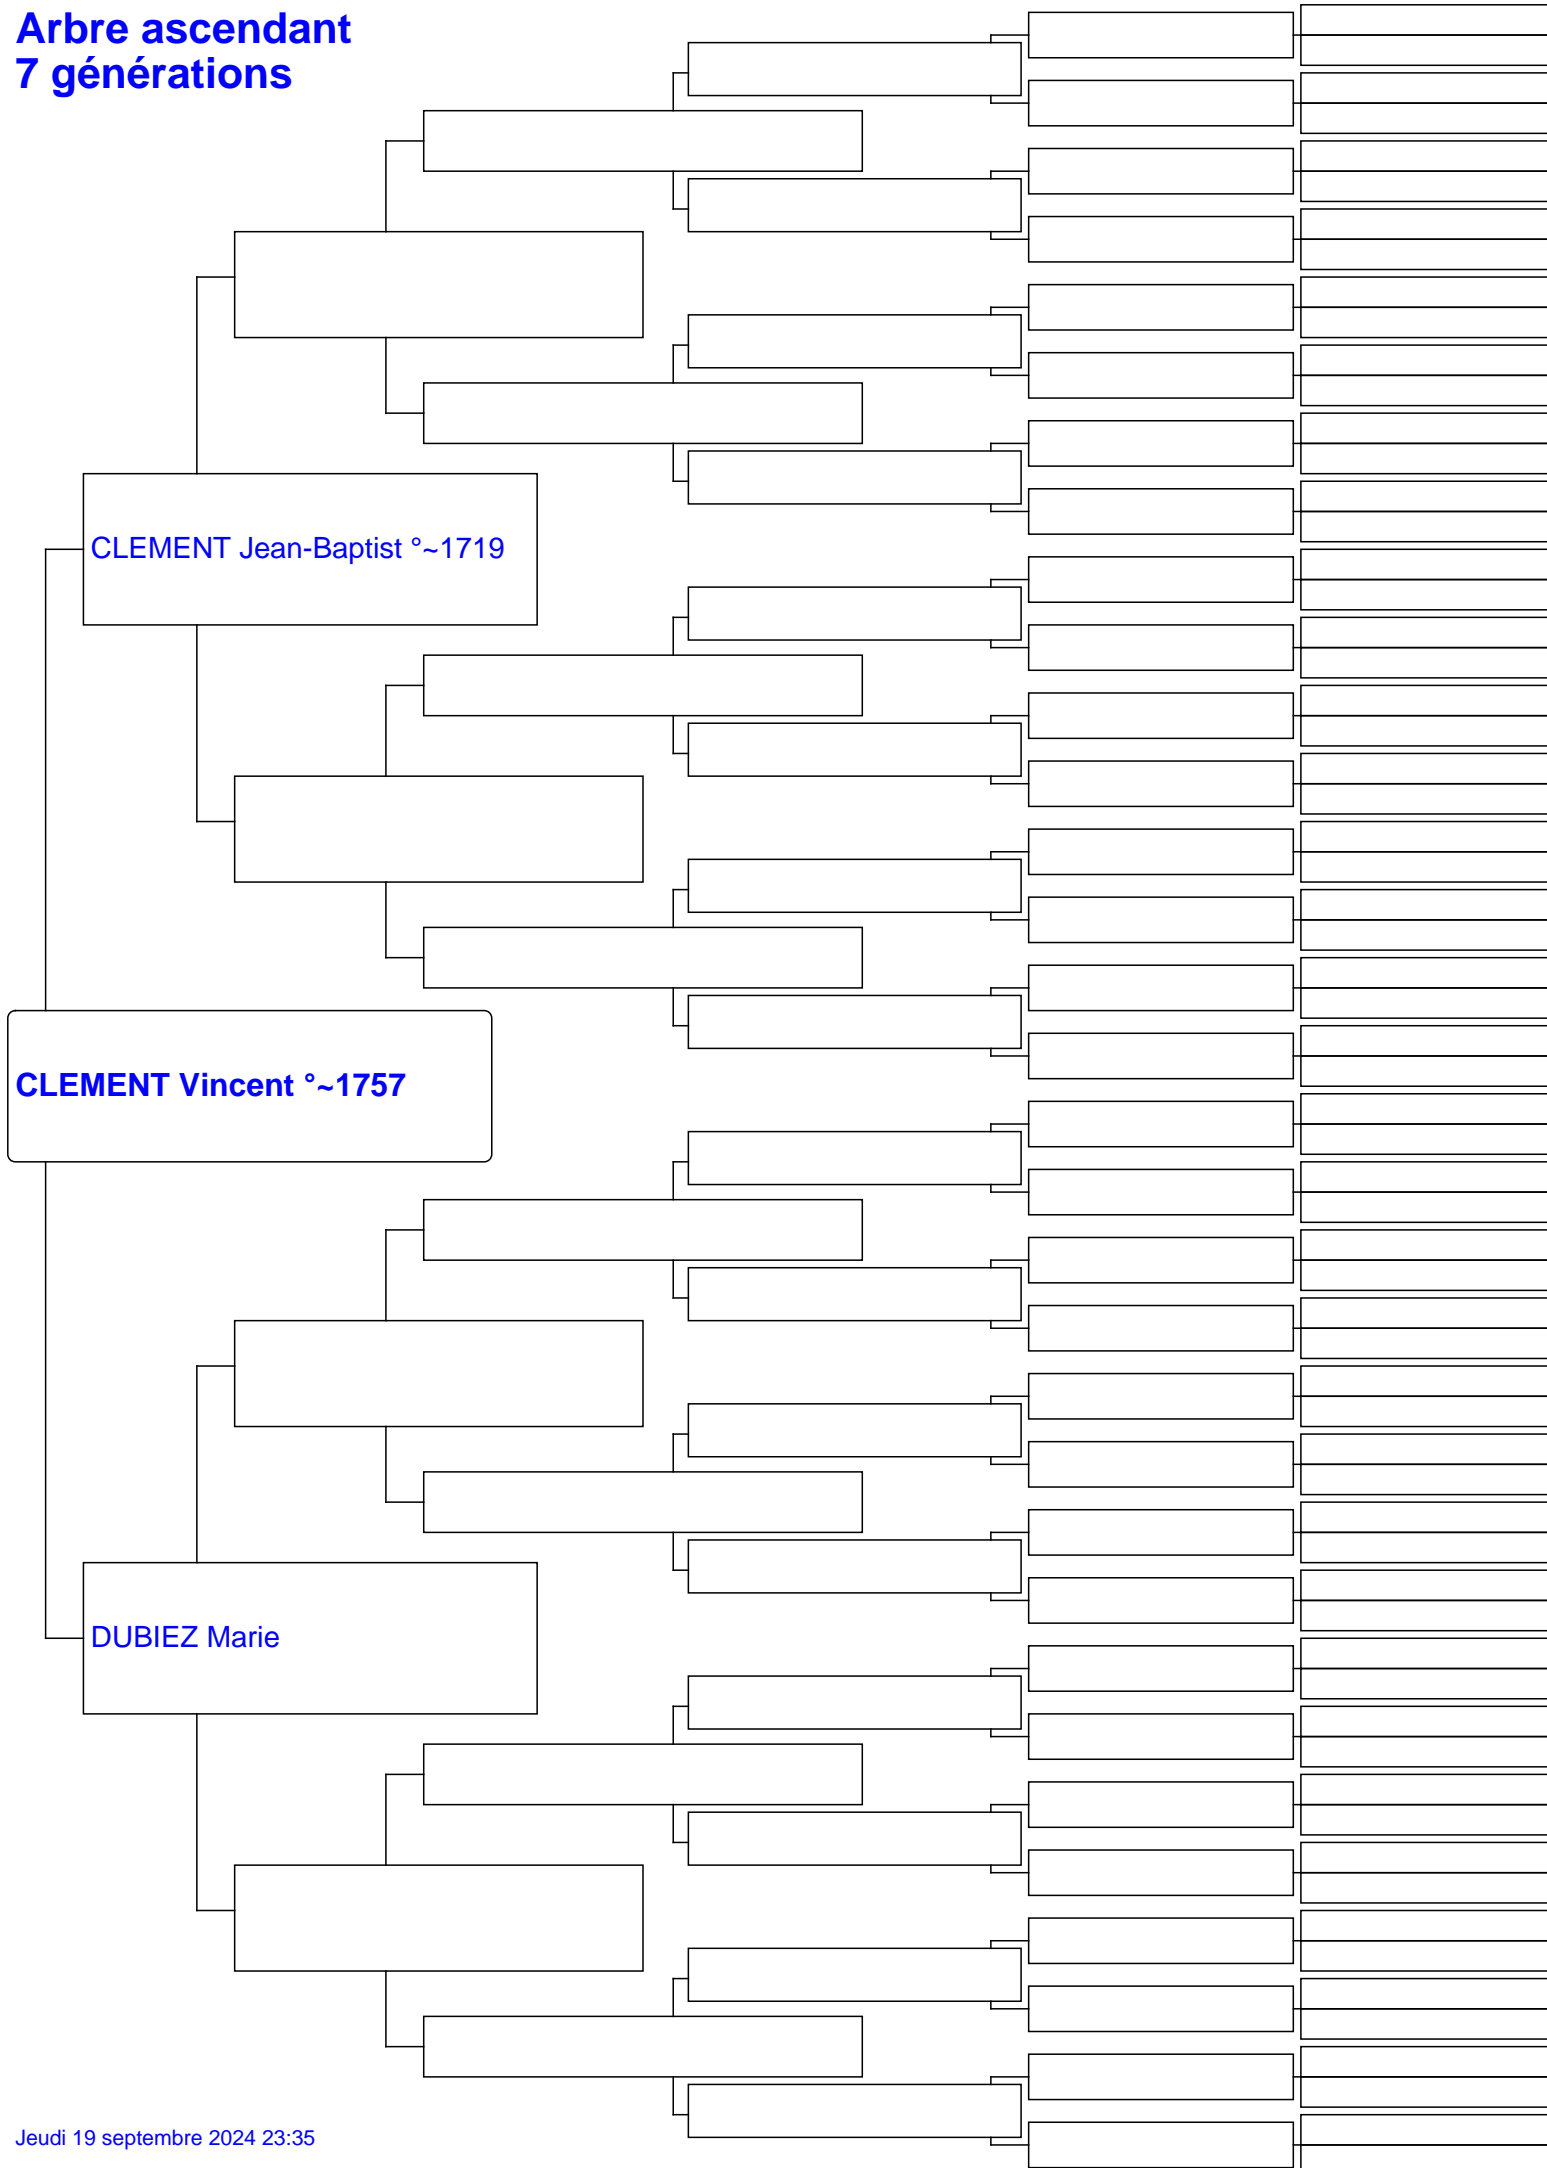 Arbre ascendant
7 générations
CLEMENT Jean-Baptist °~1719
CLEMENT Vincent °~1757
DUBIEZ Marie
Jeudi 19 septembre 2024 23:35